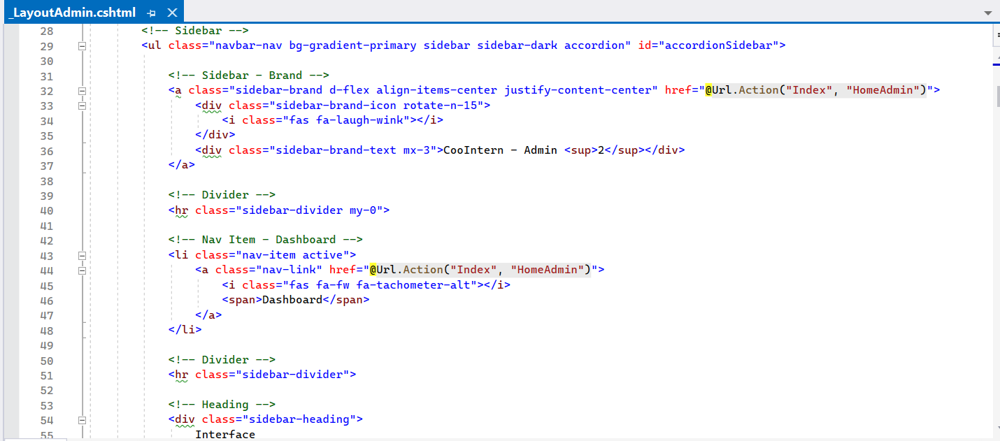 _LayoutAdmin.cshtml
28 <!-- Sidebar -->
29 <ul class="navbar-nav bg-gradient-primary sidebar sidebar-dark accordion" id="accordionSidebar">
30
31 <!-- Sidebar - Brand -->
32 <a class="sidebar-brand d-flex align-items-center justify-content-center" href="@Url.Action("Index", "HomeAdmin")">
33 <div class="sidebar-brand-icon rotate-n-15">
34 <i class="fas fa-laugh-wink"></i>
35 </div>
36 <div class="sidebar-brand-text mx-3">CooIntern - Admin <sup>2</sup></div>
37 </a>
38
39 <!-- Divider -->
40 <hr class="sidebar-divider my-0">
41
42 <!-- Nav Item - Dashboard -->
43 <li class="nav-item active">
44 <a class="nav-link" href="@Url.Action("Index", "HomeAdmin")">
45 <i class="fas fa-fw fa-tachometer-alt"></i>
46 <span>Dashboard</span>
47 </a>
48 </li>
49
50 <!-- Divider -->
51 <hr class="sidebar-divider">
52
53 <!-- Heading -->
54 <div class="sidebar-heading">
55 Interface